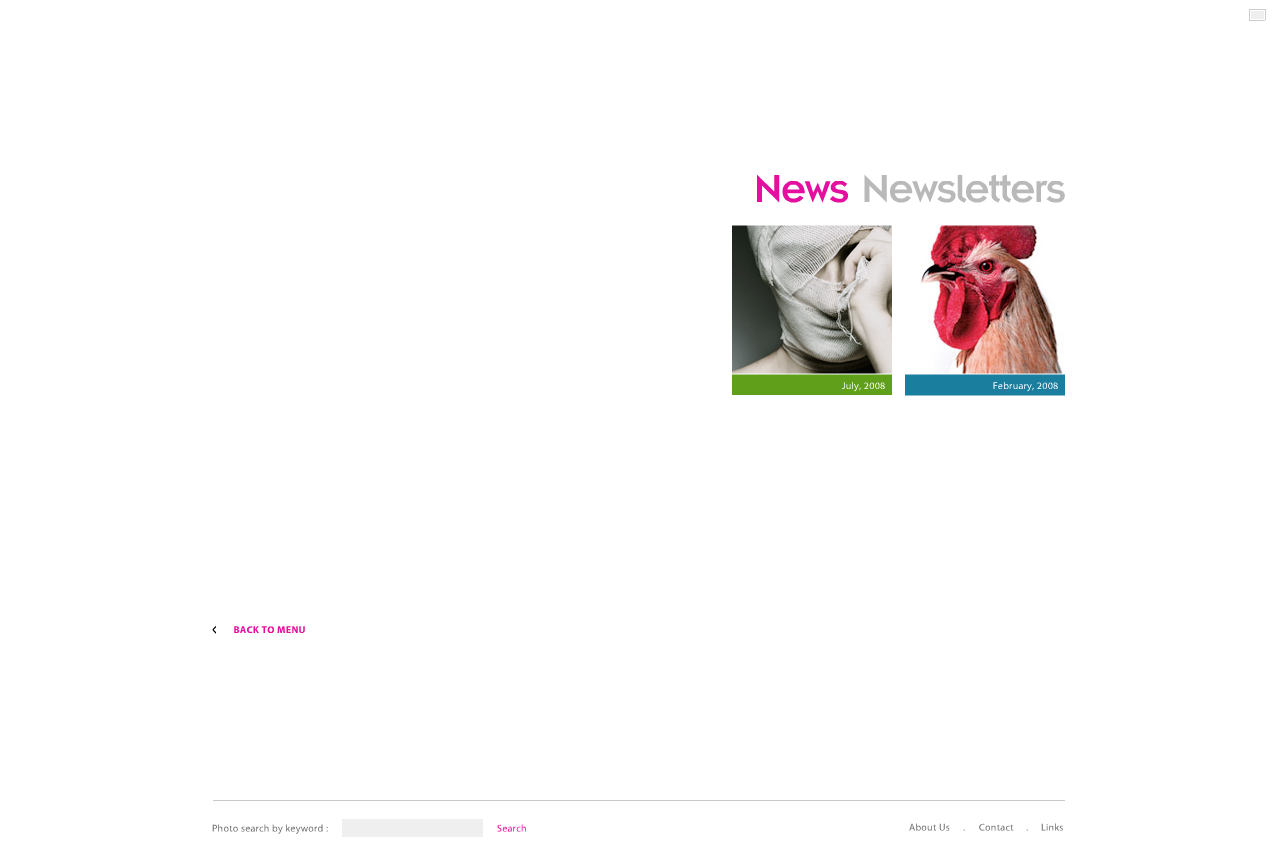 News Newsletters
July, 2008
February, 2008
BACK TO MENU
Photo search by keyword :
Search
About Us . Contact . Links